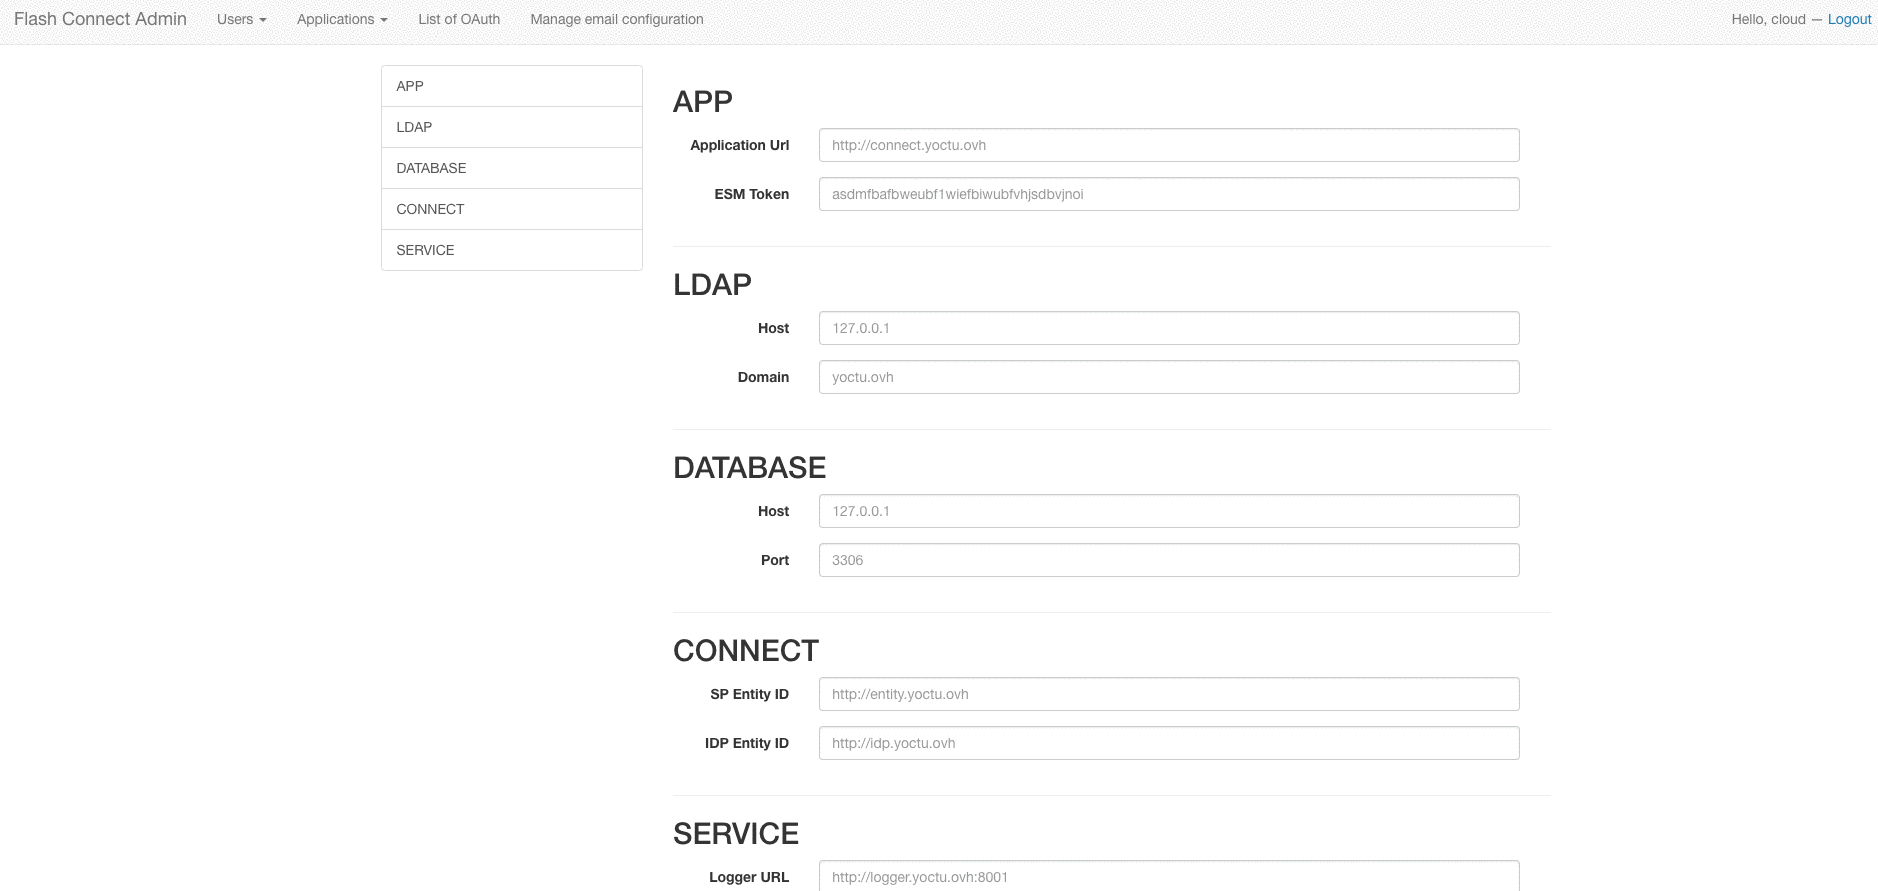 Flash Connect Admin Users Applications List of OAuth Manage email configuration Hello, cloud — Logout
APP
LDAP
DATABASE
CONNECT
SERVICE
APP
Application Url http://connect.yoctu.ovh
ESM Token asdmfbafbweubf1wiefbiwubfvhjsdbvjnoi
LDAP
Host 127.0.0.1
Domain yoctu.ovh
DATABASE
Host 127.0.0.1
Port 3306
CONNECT
SP Entity ID http://entity.yoctu.ovh
IDP Entity ID http://idp.yoctu.ovh
SERVICE
Logger URL http://logger.yoctu.ovh:8001